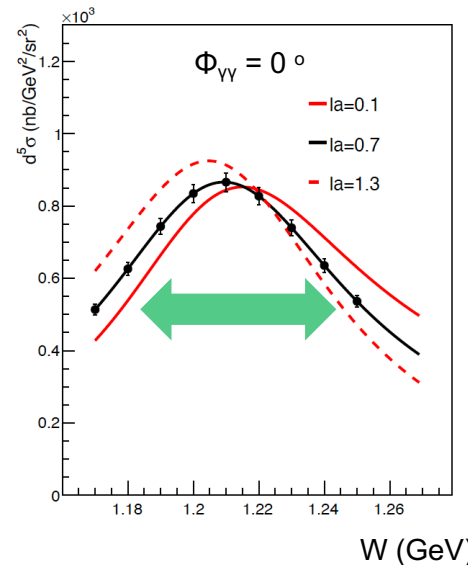 ×10³
d⁵σ (nb/GeV²/sr²)
Φγγ = 0 º
la=0.1
la=0.7
la=1.3
1.2
1
0.8
0.6
0.4
0.2
0
1.18
1.2
1.22
1.24
1.26
W (GeV)